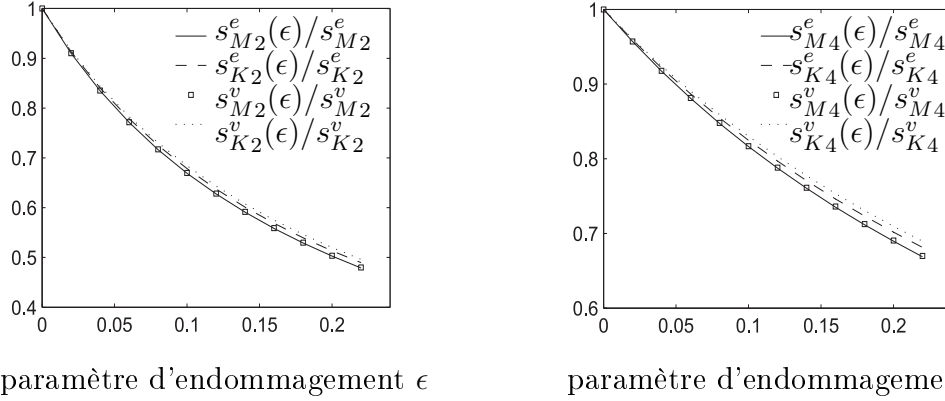 1
0.9
0.8
0.7
0.6
0.5
0.4
0
0.05
0.1
0.15
0.2
s^e_{M2}(ϵ)/s^e_{M2}
s^e_{K2}(ϵ)/s^e_{K2}
s^v_{M2}(ϵ)/s^v_{M2}
s^v_{K2}(ϵ)/s^v_{K2}
paramètre d'endommagement ϵ
1
0.9
0.8
0.7
0.6
0
0.05
0.1
0.15
0.2
s^e_{M4}(ϵ)/s^e_{M4}
s^e_{K4}(ϵ)/s^e_{K4}
s^v_{M4}(ϵ)/s^v_{M4}
s^v_{K4}(ϵ)/s^v_{K4}
paramètre d'endommageme